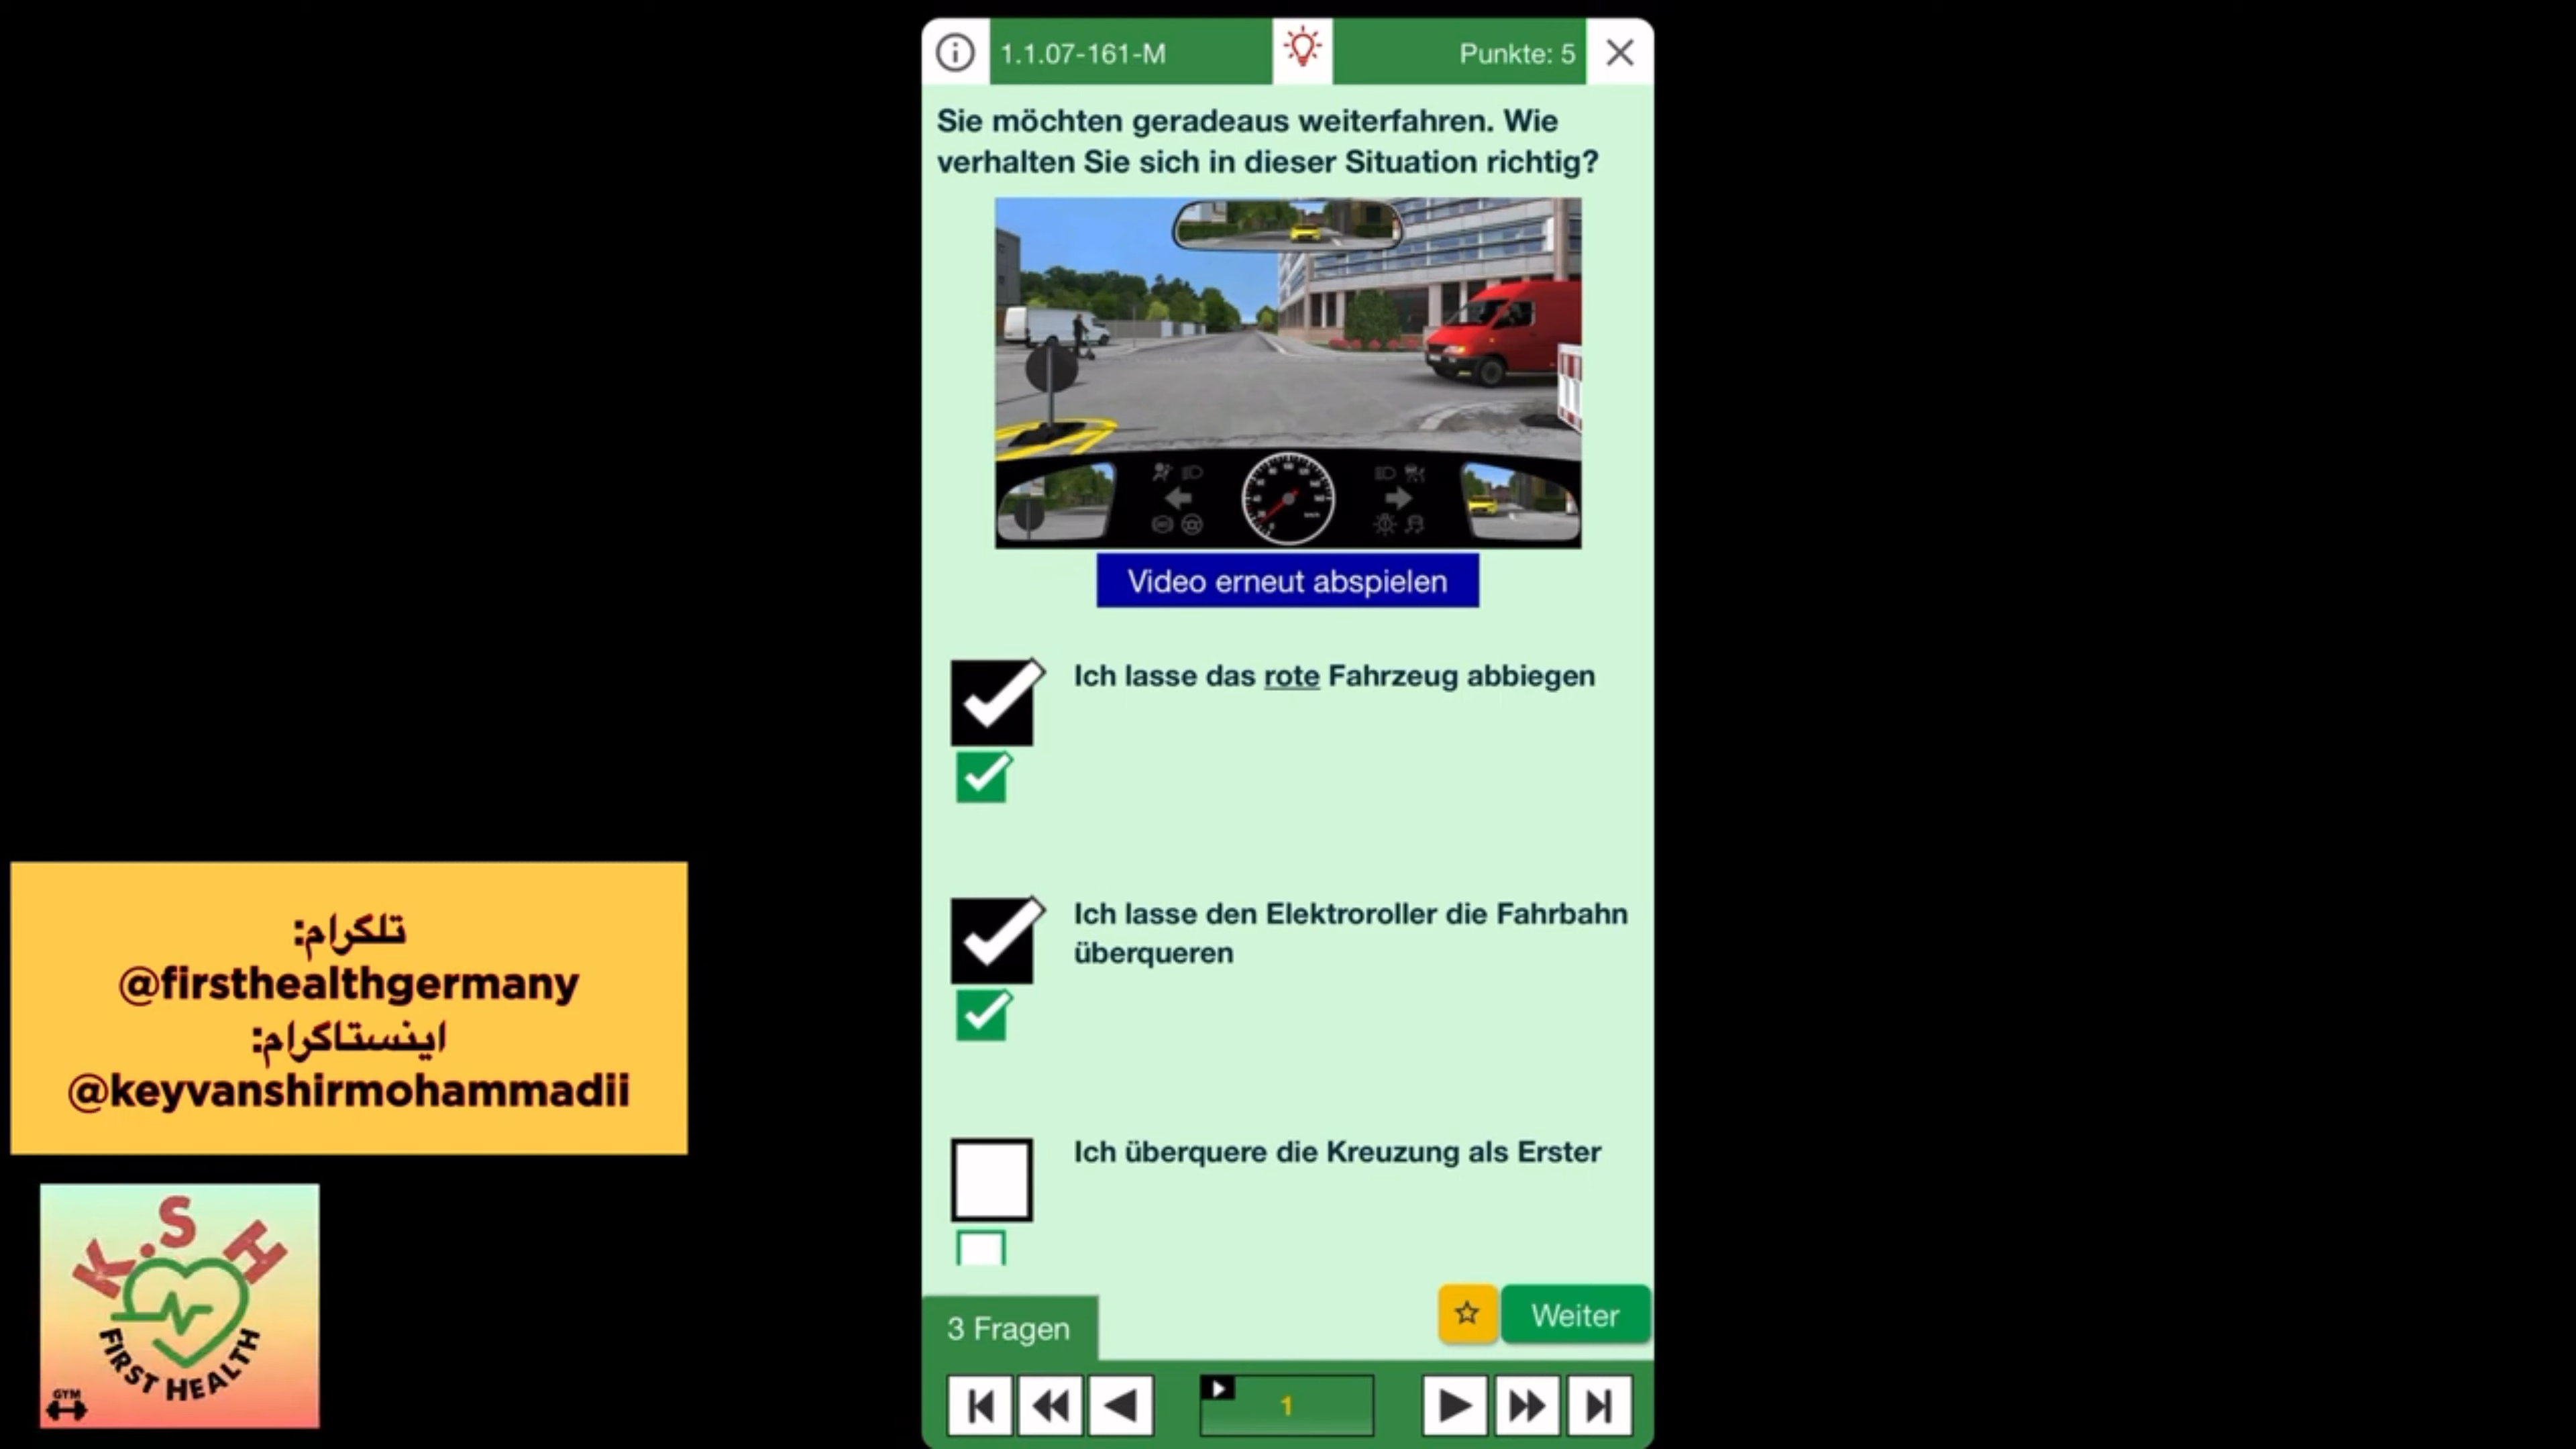 1.1.07-161-M
Punkte: 5
Sie möchten geradeaus weiterfahren. Wie
verhalten Sie sich in dieser Situation richtig?
Video erneut abspielen
Ich lasse das rote Fahrzeug abbiegen
Ich lasse den Elektroroller die Fahrbahn
überqueren
Ich überquere die Kreuzung als Erster
3 Fragen
Weiter
1
تلگرام:
@firsthealthgermany
اینستاگرام:
@keyvanshirmohammadii
K.S.H
FIRST HEALTH
GYM